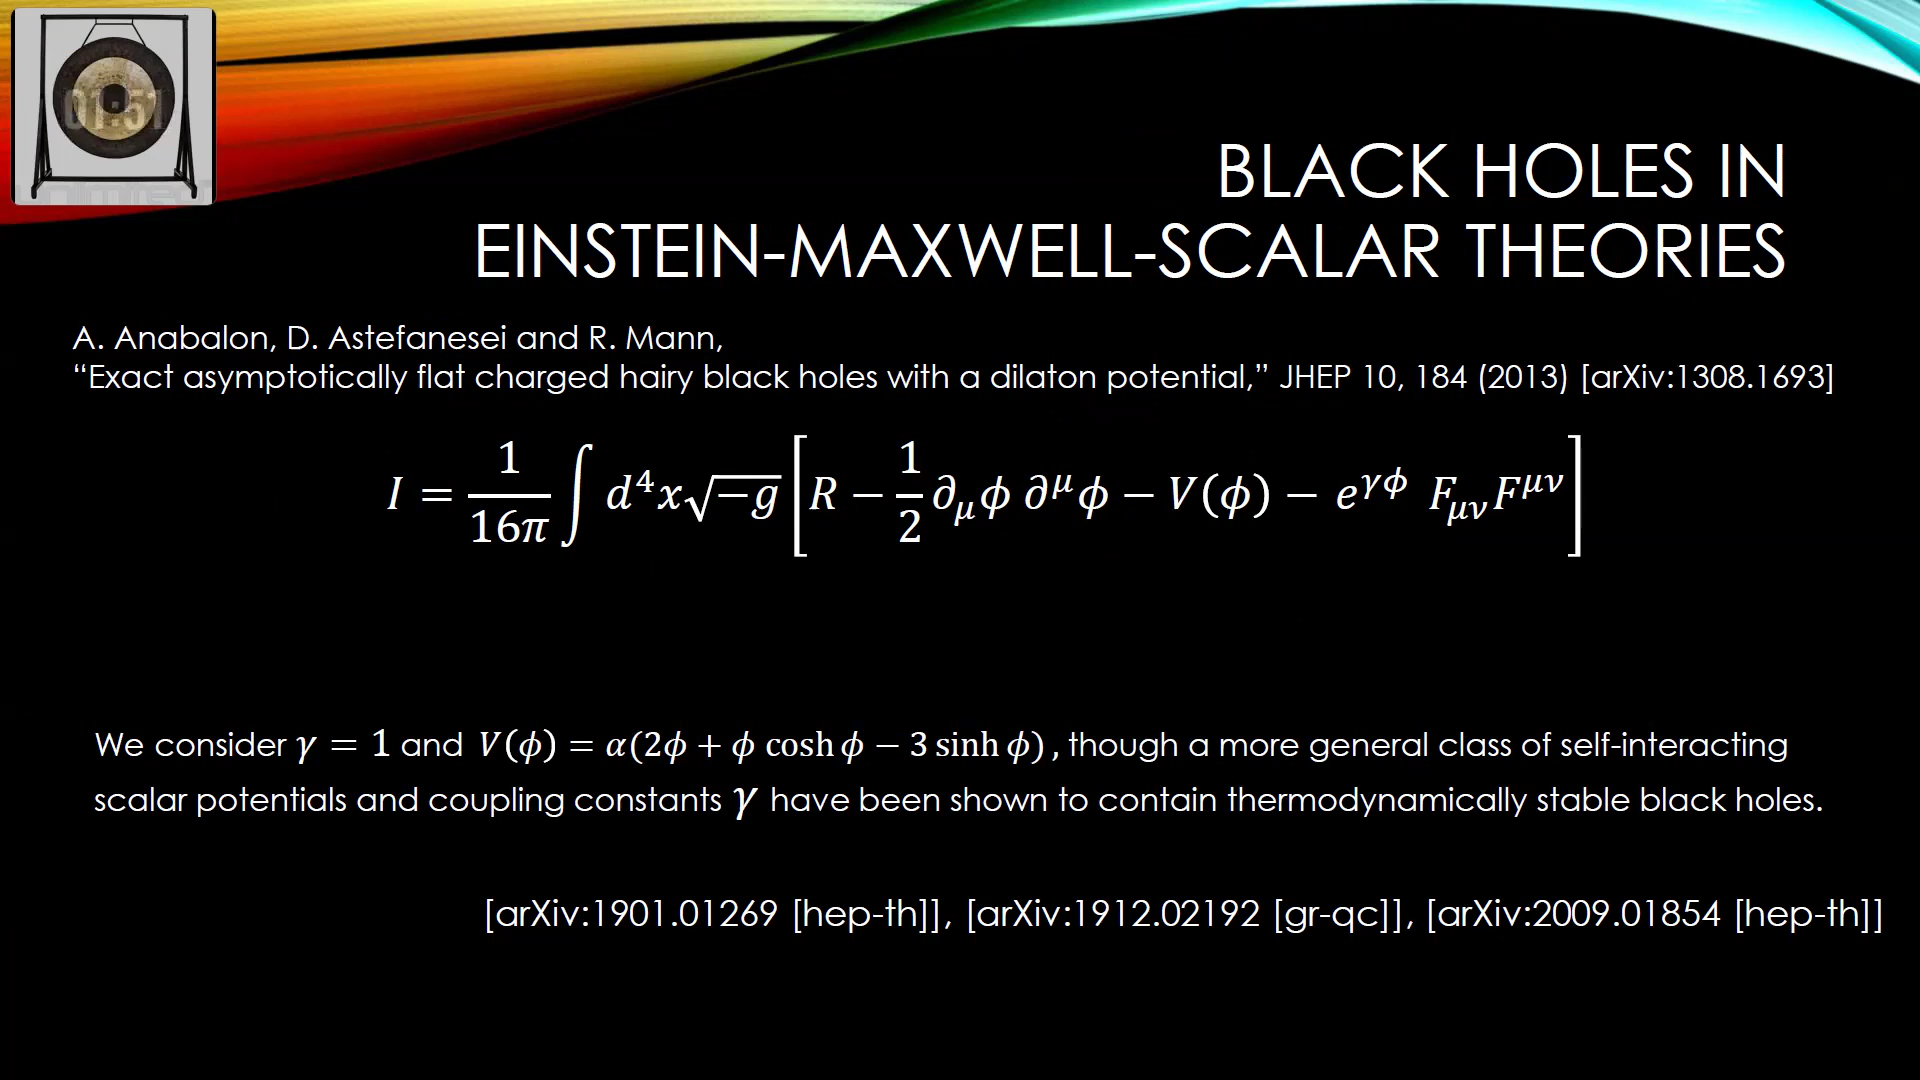 01:51
BLACK HOLES IN
EINSTEIN-MAXWELL-SCALAR THEORIES
A. Anabalon, D. Astefanesei and R. Mann,
“Exact asymptotically flat charged hairy black holes with a dilaton potential,” JHEP 10, 184 (2013) [arXiv:1308.1693]
I = 1/16π ∫ d⁴x√−g [R − 1/2 ∂_μϕ ∂^μϕ − V(ϕ) − e^{γϕ} F_{μν}F^{μν}]
We consider γ = 1 and V(ϕ) = α(2ϕ + ϕ cosh ϕ − 3 sinh ϕ) , though a more general class of self-interacting
scalar potentials and coupling constants γ have been shown to contain thermodynamically stable black holes.
[arXiv:1901.01269 [hep-th]], [arXiv:1912.02192 [gr-qc]], [arXiv:2009.01854 [hep-th]]